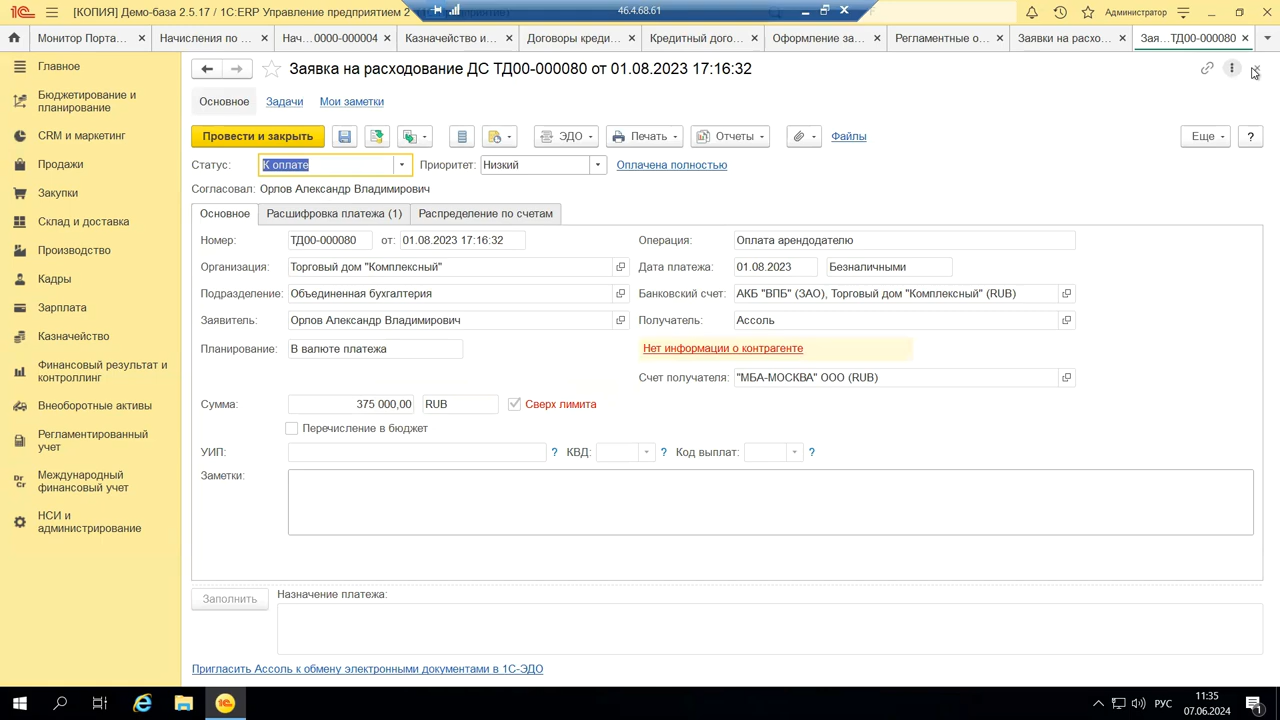 [КОПИЯ] Демо-база 2.5.17 / 1С:ERP Управление предприятием 2
46.4.68.61
Администратор
Монитор Порта...
Начисления по ...
Нач...0000-000004
Казначейство и...
Договоры креди...
Кредитный дого...
Оформление за...
Регламентные о...
Заявки на расхо...
Зая...ТД00-000080
Заявка на расходование ДС ТД00-000080 от 01.08.2023 17:16:32
Основное
Задачи
Мои заметки
Провести и закрыть
ЭДО
Печать
Отчеты
Файлы
Еще
?
Статус:
К оплате
Приоритет:
Низкий
Оплачена полностью
Согласовал:
Орлов Александр Владимирович
Основное
Расшифровка платежа (1)
Распределение по счетам
Номер:
ТД00-000080
от:
01.08.2023 17:16:32
Операция:
Оплата арендодателю
Организация:
Торговый дом "Комплексный"
Дата платежа:
01.08.2023
Безналичными
Подразделение:
Объединенная бухгалтерия
Банковский счет:
АКБ "ВПБ" (ЗАО), Торговый дом "Комплексный" (RUB)
Заявитель:
Орлов Александр Владимирович
Получатель:
Ассоль
Планирование:
В валюте платежа
Нет информации о контрагенте
Счет получателя:
"МБА-МОСКВА" ООО (RUB)
Сумма:
375 000,00
RUB
Сверх лимита
Перечисление в бюджет
УИП:
?
КВД:
?
Код выплат:
?
Заметки:
Заполнить
Назначение платежа:
Пригласить Ассоль к обмену электронными документами в 1С-ЭДО
Главное
Бюджетирование и
планирование
CRM и маркетинг
Продажи
Закупки
Склад и доставка
Производство
Кадры
Зарплата
Казначейство
Финансовый результат и
контроллинг
Внеоборотные активы
Регламентированный
учет
Международный
финансовый учет
НСИ и
администрирование
РУС
11:35
07.06.2024
1